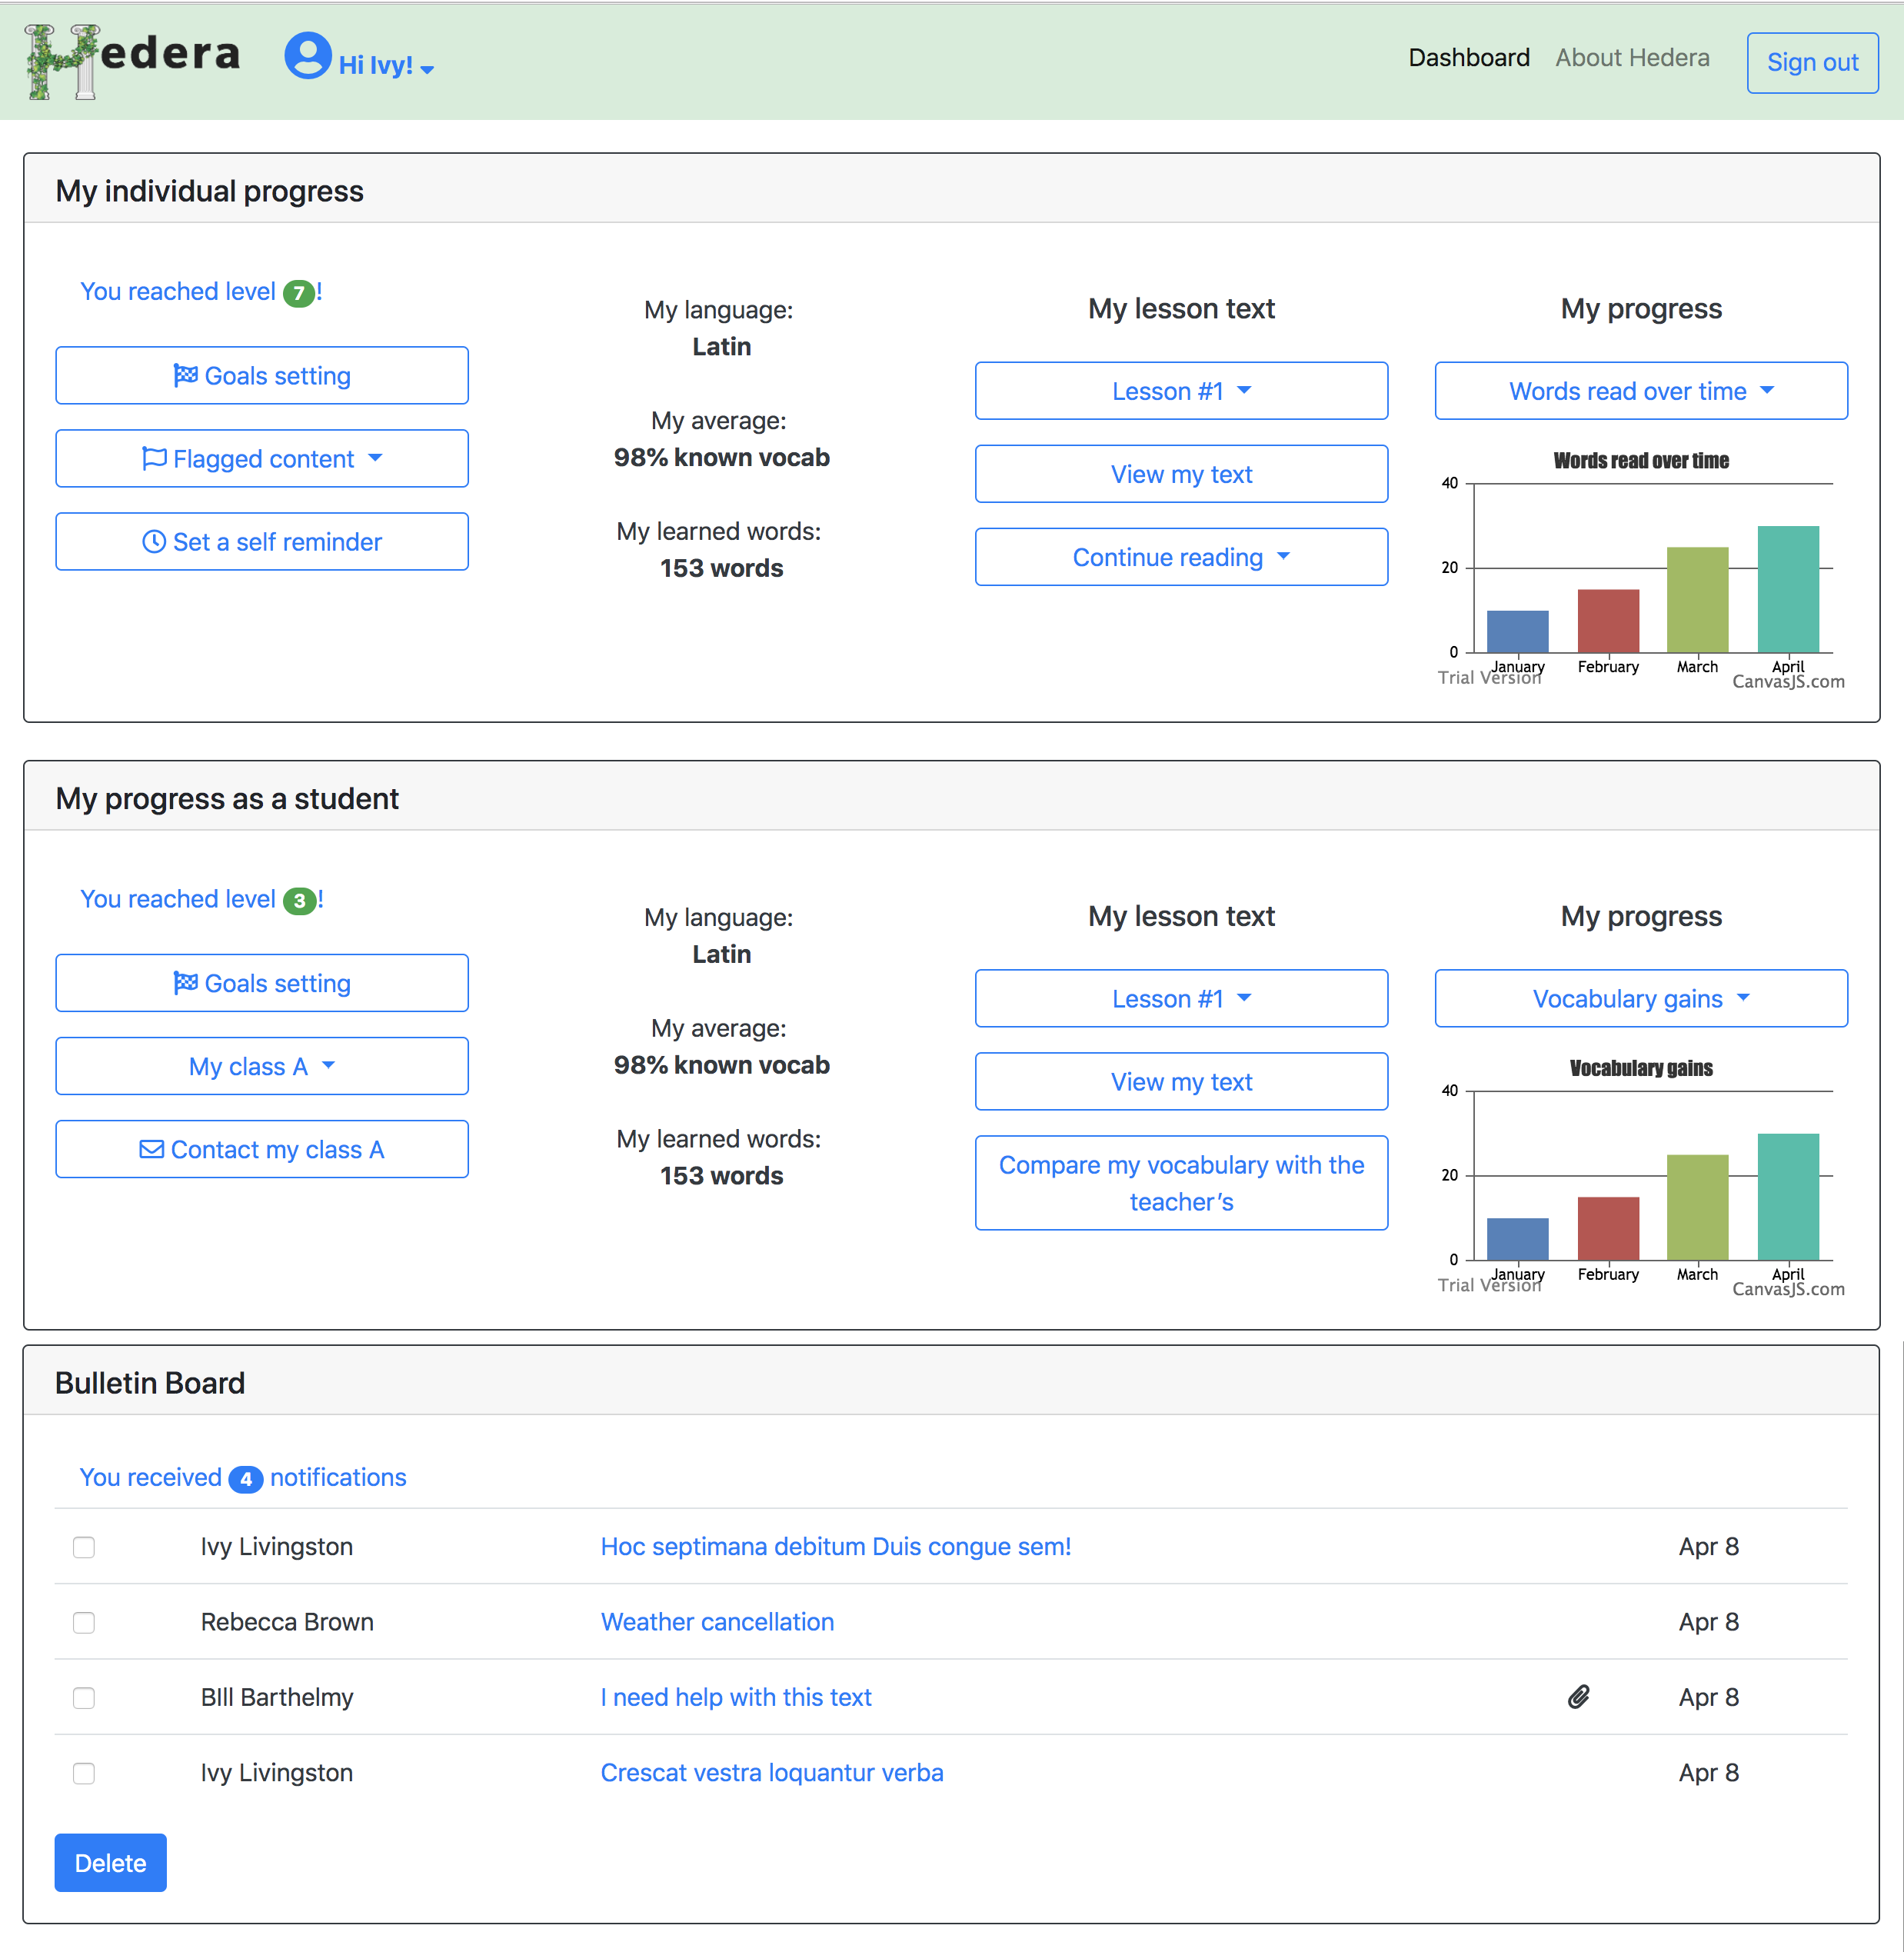 Hedera
Hi Ivy!
Dashboard
About Hedera
Sign out
My individual progress
You reached level 7!
Goals setting
Flagged content
Set a self reminder
My language:
Latin
My average:
98% known vocab
My learned words:
153 words
My lesson text
Lesson #1
View my text
Continue reading
My progress
Words read over time
Words read over time
40
20
0
January
February
March
April
Trial Version
CanvasJS.com
My progress as a student
You reached level 3!
Goals setting
My class A
Contact my class A
My language:
Latin
My average:
98% known vocab
My learned words:
153 words
My lesson text
Lesson #1
View my text
Compare my vocabulary with the
teacher’s
My progress
Vocabulary gains
Vocabulary gains
40
20
0
January
February
March
April
Trial Version
CanvasJS.com
Bulletin Board
You received 4 notifications
Ivy Livingston Hoc septimana debitum Duis congue sem! Apr 8
Rebecca Brown Weather cancellation Apr 8
BIll Barthelmy I need help with this text Apr 8
Ivy Livingston Crescat vestra loquantur verba Apr 8
Delete